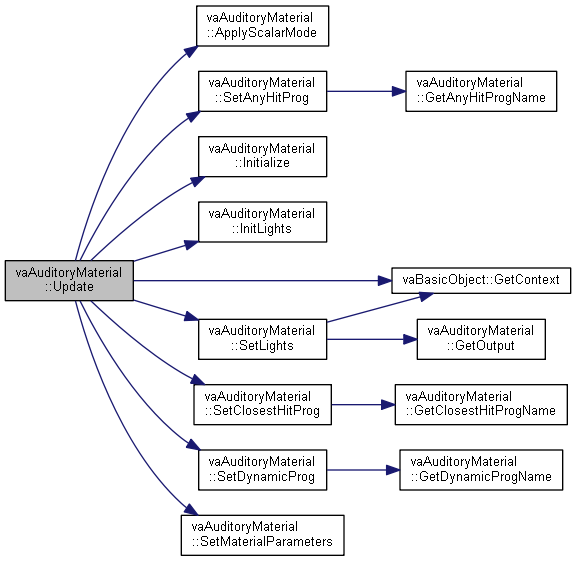 vaAuditoryMaterial
::ApplyScalarMode
vaAuditoryMaterial
::SetAnyHitProg
vaAuditoryMaterial
::GetAnyHitProgName
vaAuditoryMaterial
::Initialize
vaAuditoryMaterial
::InitLights
vaAuditoryMaterial
::Update
vaBasicObject::GetContext
vaAuditoryMaterial
::SetLights
vaAuditoryMaterial
::GetOutput
vaAuditoryMaterial
::SetClosestHitProg
vaAuditoryMaterial
::GetClosestHitProgName
vaAuditoryMaterial
::SetDynamicProg
vaAuditoryMaterial
::GetDynamicProgName
vaAuditoryMaterial
::SetMaterialParameters